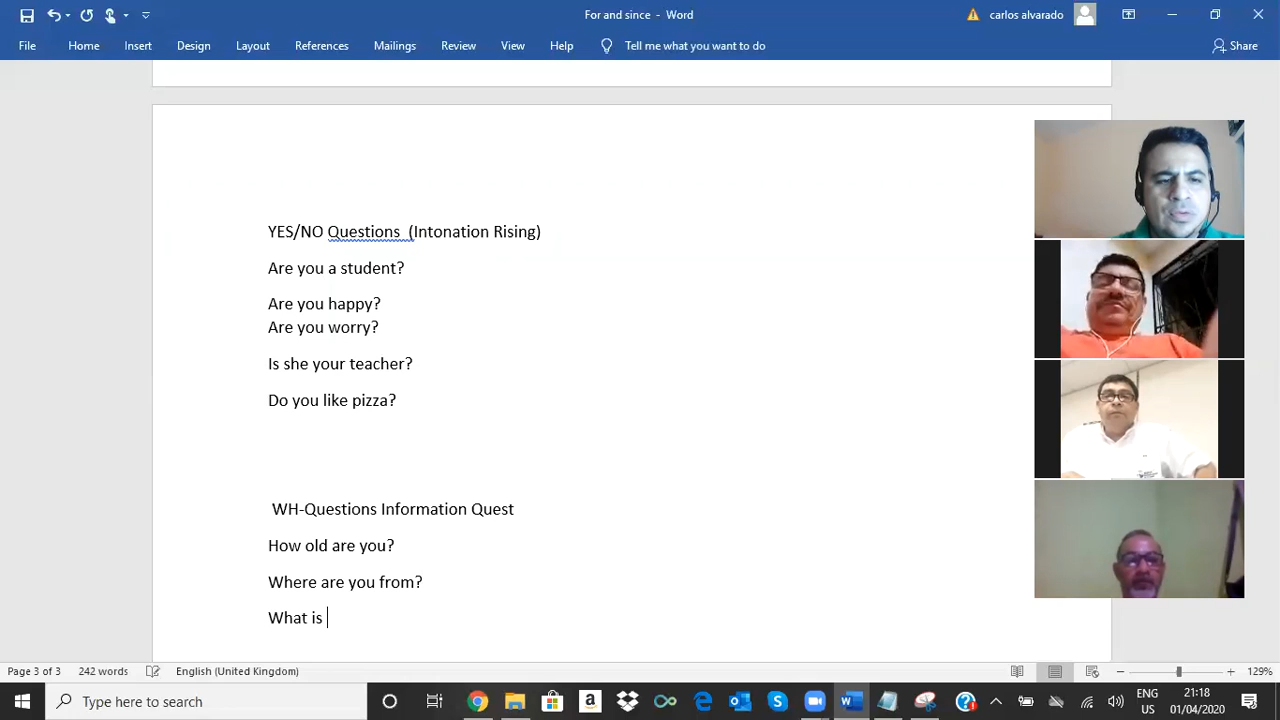 For and since - Word
carlos alvarado
File Home Insert Design Layout References Mailings Review View Help Tell me what you want to do Share
YES/NO Questions (Intonation Rising)
Are you a student?
Are you happy?
Are you worry?
Is she your teacher?
Do you like pizza?
WH-Questions Information Quest
How old are you?
Where are you from?
What is
Page 3 of 3 242 words English (United Kingdom) 129%
Type here to search
ENG
US
21:18
01/04/2020